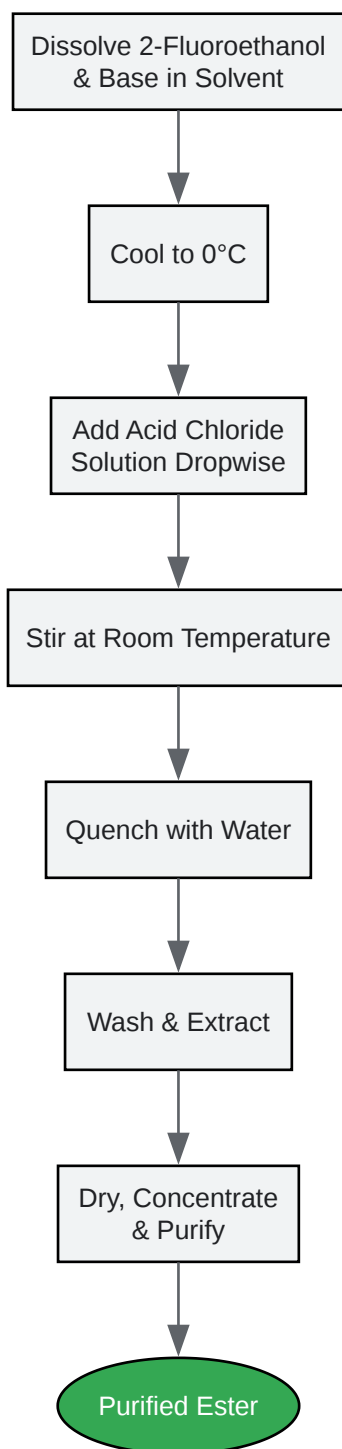 Dissolve 2-Fluoroethanol
& Base in Solvent
Cool to 0°C
Add Acid Chloride
Solution Dropwise
Stir at Room Temperature
Quench with Water
Wash & Extract
Dry, Concentrate
& Purify
Purified Ester